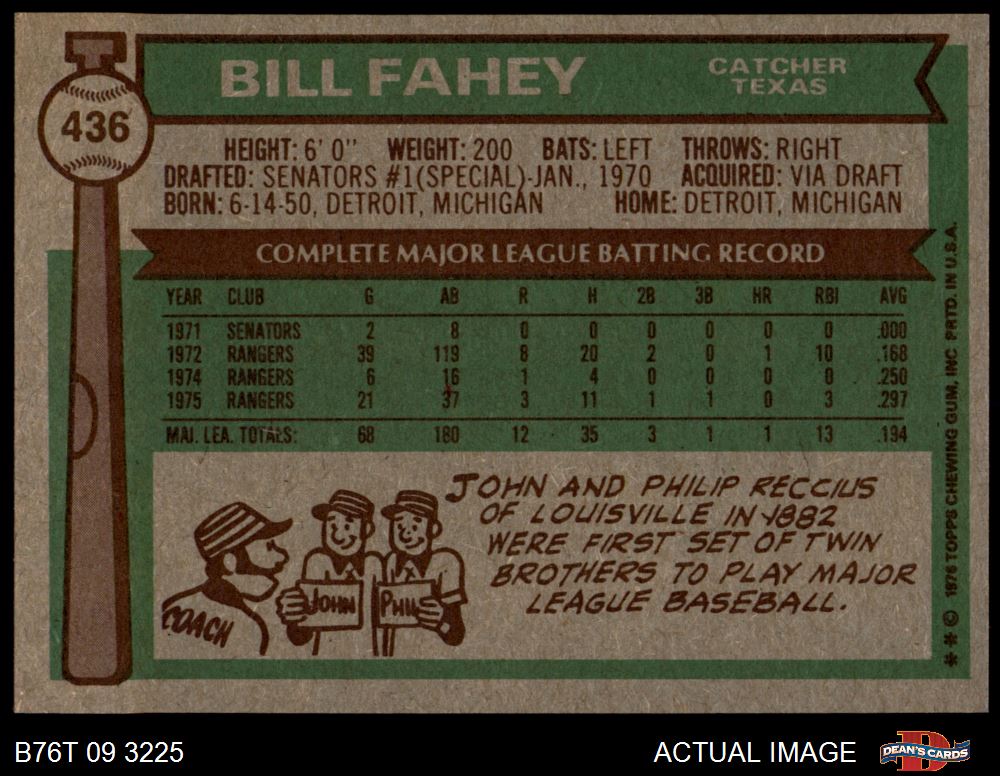 BILL FAHEY
CATCHER
TEXAS
436
HEIGHT: 6' 0" WEIGHT: 200 BATS: LEFT THROWS: RIGHT
DRAFTED: SENATORS #1(SPECIAL)-JAN., 1970 ACQUIRED: VIA DRAFT
BORN: 6-14-50, DETROIT, MICHIGAN HOME: DETROIT, MICHIGAN
COMPLETE MAJOR LEAGUE BATTING RECORD
YEAR CLUB G AB R H 2B 3B HR RBI AVG
1971 SENATORS 2 8 0 0 0 0 0 0 .000
1972 RANGERS 39 119 8 20 2 0 1 10 .168
1974 RANGERS 6 16 1 4 0 0 0 0 .250
1975 RANGERS 21 37 3 11 1 1 0 3 .297
MAJ. LEA. TOTALS: 68 180 12 35 3 1 1 13 .194
JOHN AND PHILIP RECCIUS
OF LOUISVILLE IN 1882
WERE FIRST SET OF TWIN
BROTHERS TO PLAY MAJOR
LEAGUE BASEBALL.
COACH
JOHN
PHIL
* * © 1976 TOPPS CHEWING GUM, INC PRTD. IN U.S.A.
B76T 09 3225
ACTUAL IMAGE
D
DEAN'S CARDS